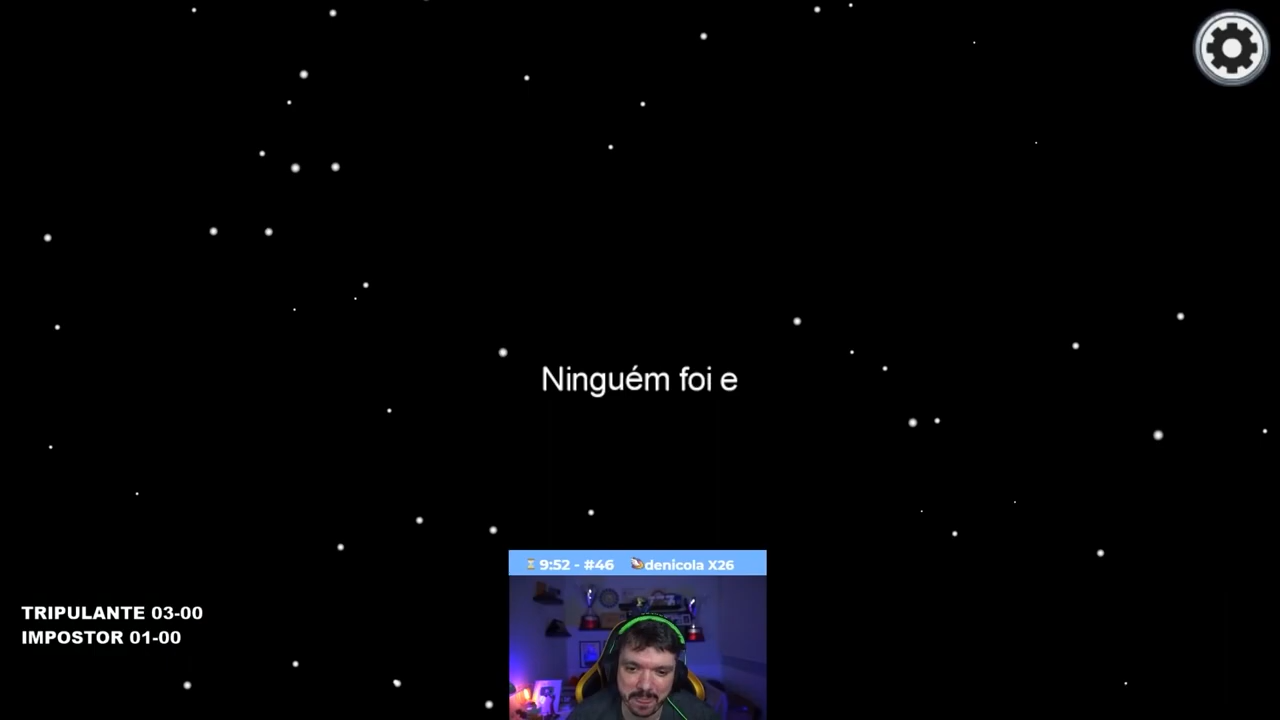 Ninguém foi e
9:52 - #46 denicola X26
TRIPULANTE 03-00
IMPOSTOR 01-00